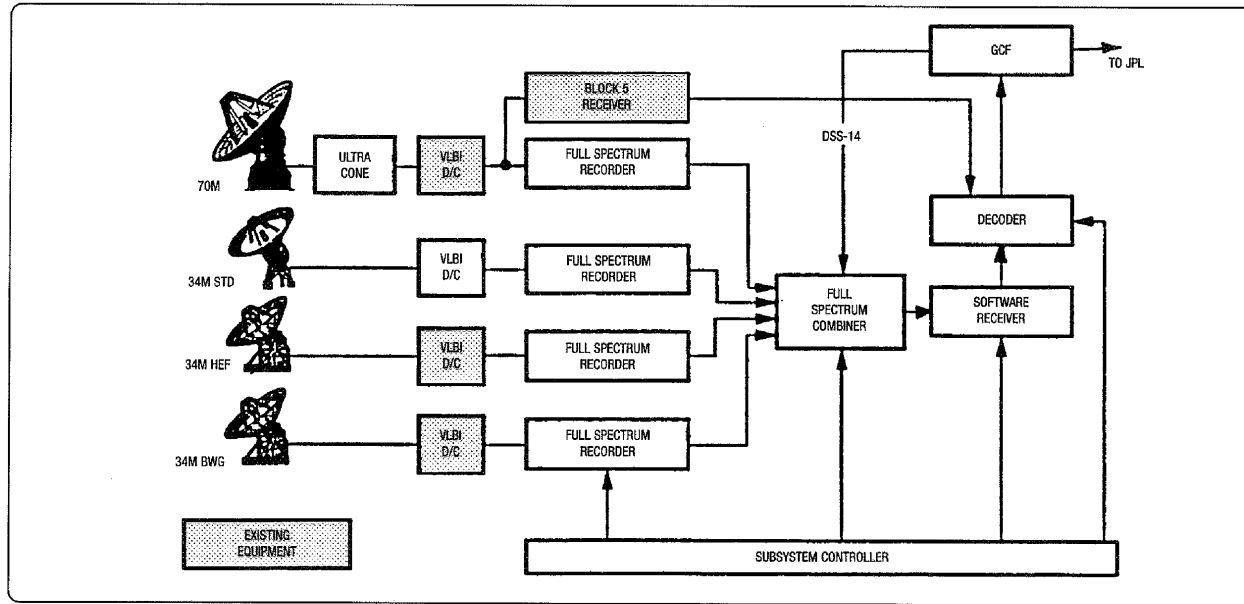 GCF
TO JPL
BLOCK 5
RECEIVER
DSS-14
ULTRA
CONE
VLBI
D/C
FULL SPECTRUM
RECORDER
70M
DECODER
VLBI
D/C
FULL SPECTRUM
RECORDER
34M STD
FULL
SPECTRUM
COMBINER
SOFTWARE
RECEIVER
VLBI
D/C
FULL SPECTRUM
RECORDER
34M HEF
VLBI
D/C
FULL SPECTRUM
RECORDER
34M BWG
EXISTING
EQUIPMENT
SUBSYSTEM CONTROLLER